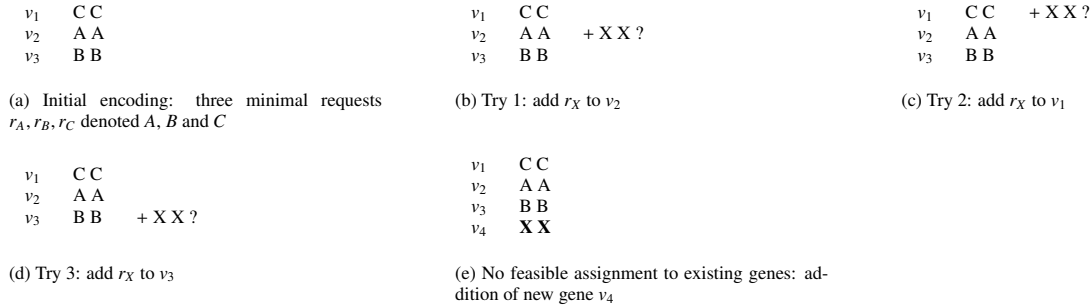 v1 C C
v2 A A
v3 B B
(a) Initial encoding: three minimal requests
rA, rB, rC denoted A, B and C
v1 C C
v2 A A + X X ?
v3 B B
(b) Try 1: add rX to v2
v1 C C + X X ?
v2 A A
v3 B B
(c) Try 2: add rX to v1
v1 C C
v2 A A
v3 B B + X X ?
(d) Try 3: add rX to v3
v1 C C
v2 A A
v3 B B
v4 X X
(e) No feasible assignment to existing genes: ad-
dition of new gene v4